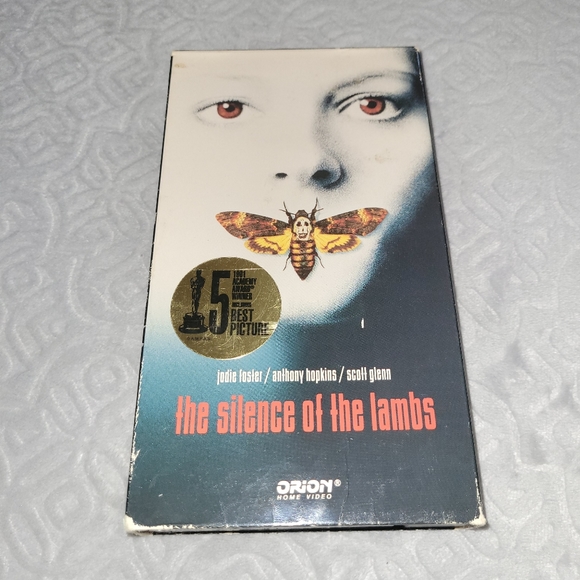 5
1991
ACADEMY
AWARD®
WINNER
INCLUDING
BEST
PICTURE
jodie foster / anthony hopkins / scott glenn
the silence of the lambs
ORION®
HOME VIDEO